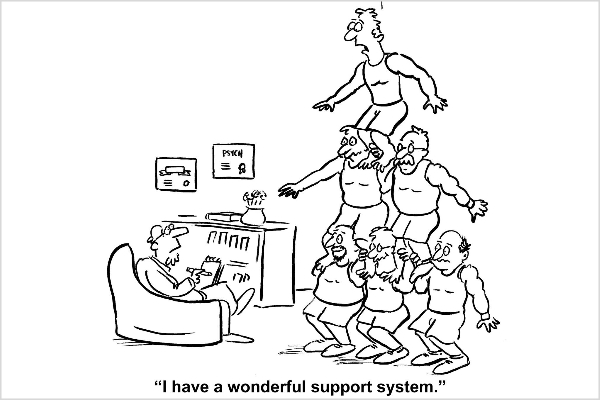 PSYCH
“I have a wonderful support system.”